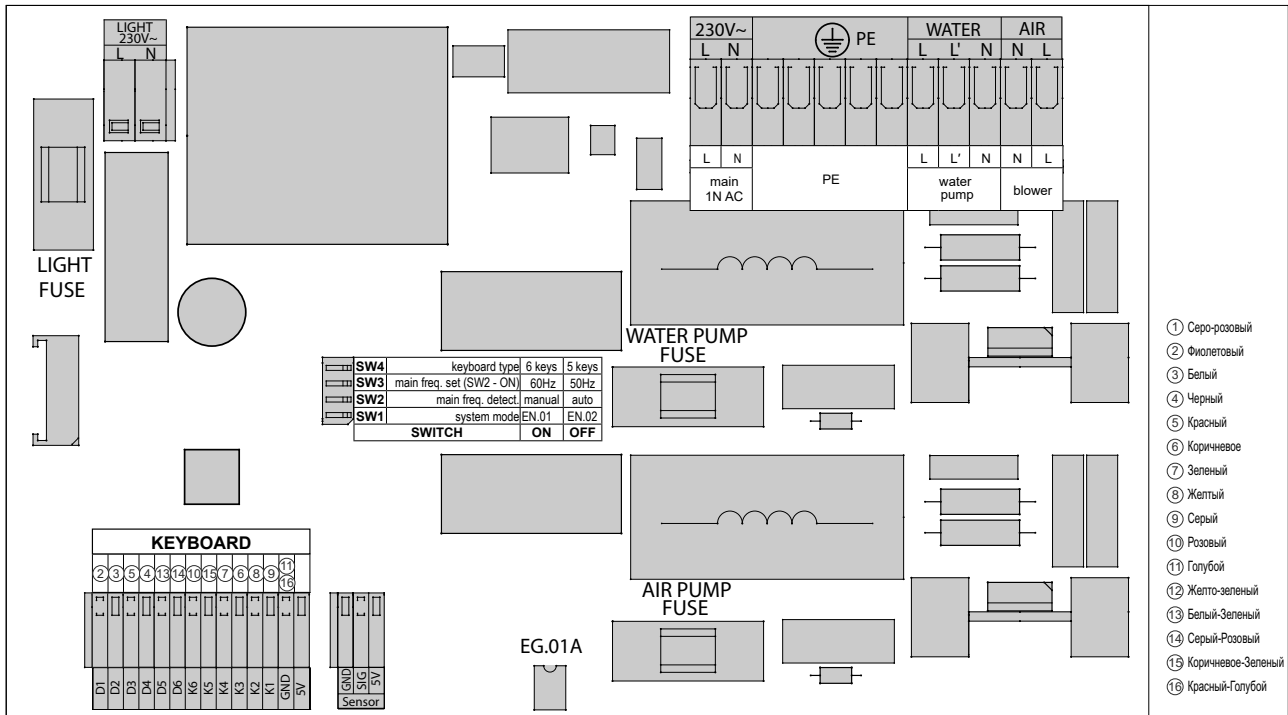 LIGHT
230V~
L N
230V~ PE WATER AIR
L N L L' N N L
L N PE L L' N N L
main
1N AC
water
pump
blower
LIGHT
FUSE
WATER PUMP
FUSE
SW4 keyboard type 6 keys 5 keys
SW3 main freq. set (SW2 - ON) 60Hz 50Hz
SW2 main freq. detect. manual auto
SW1 system mode EN.01 EN.02
SWITCH ON OFF
KEYBOARD
2 3 5 4 13 14 10 15 7 6 8 9 11
16
D1 D2 D3 D4 D5 D6 K6 K5 K4 K3 K2 K1 GND 5V
GND SIG 5V
Sensor
EG.01A
AIR PUMP
FUSE
1 Серо-розовый
2 Фиолетовый
3 Белый
4 Черный
5 Красный
6 Коричневое
7 Зеленый
8 Желтый
9 Серый
10 Розовый
11 Голубой
12 Желто-зеленый
13 Белый-Зеленый
14 Серый-Розовый
15 Коричневое-Зеленый
16 Красный-Голубой